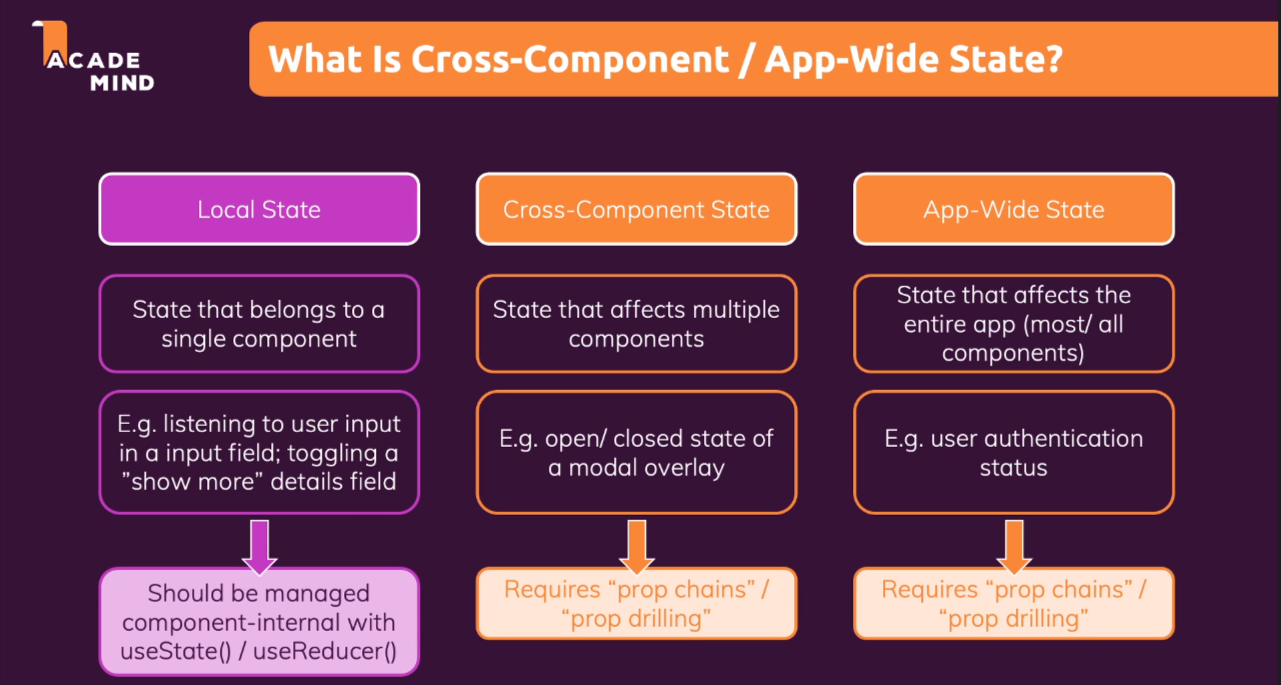 ACADE
MIND
What Is Cross-Component / App-Wide State?
Local State
State that belongs to a
single component
E.g. listening to user input
in a input field; toggling a
”show more” details field
Should be managed
component-internal with
useState() / useReducer()
Cross-Component State
State that affects multiple
components
E.g. open/ closed state of
a modal overlay
Requires “prop chains” /
“prop drilling”
App-Wide State
State that affects the
entire app (most/ all
components)
E.g. user authentication
status
Requires “prop chains” /
“prop drilling”